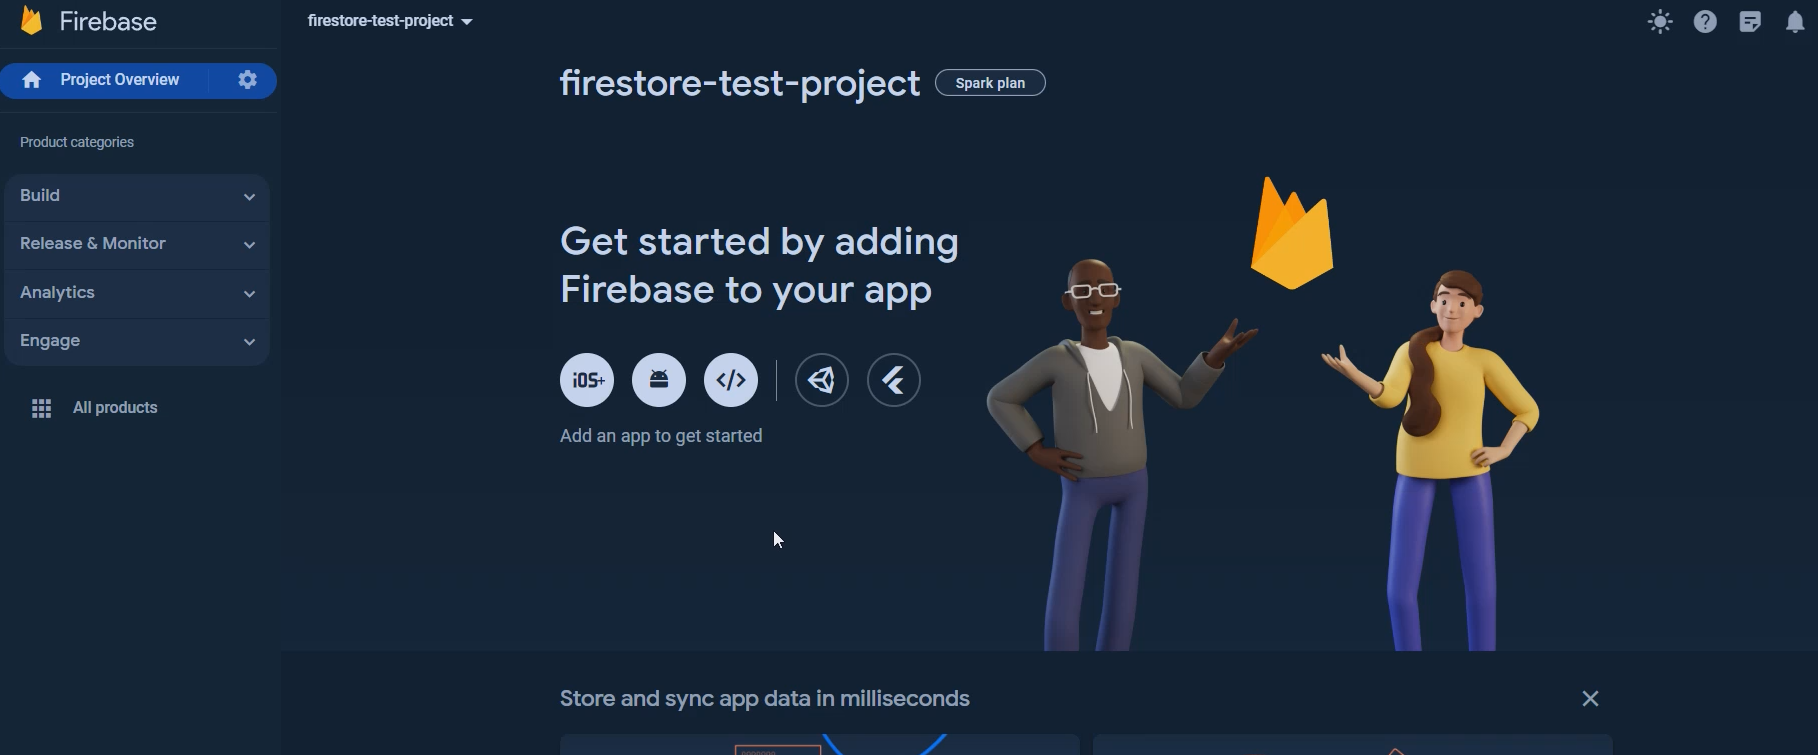 Firebase
firestore-test-project
Project Overview
firestore-test-project
Spark plan
Product categories
Build
Release & Monitor
Analytics
Engage
All products
Get started by adding
Firebase to your app
iOS+
</>
Add an app to get started
Store and sync app data in milliseconds